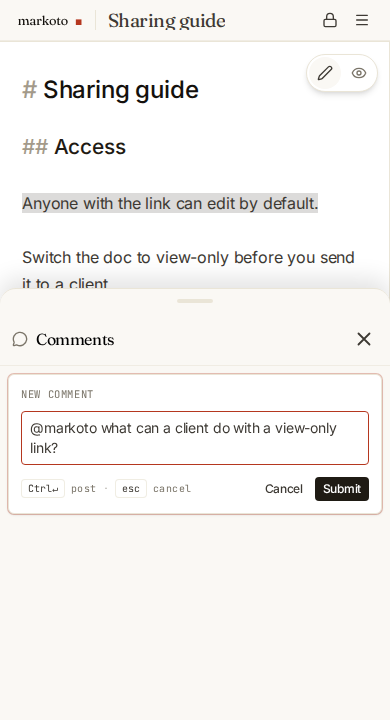 markoto
Sharing guide
# Sharing guide
## Access
Anyone with the link can edit by default.
Switch the doc to view-only before you send
it to a client
Comments
NEW COMMENT
@markoto what can a client do with a view-only
link?
Ctrl↵ post · esc cancel
Cancel
Submit